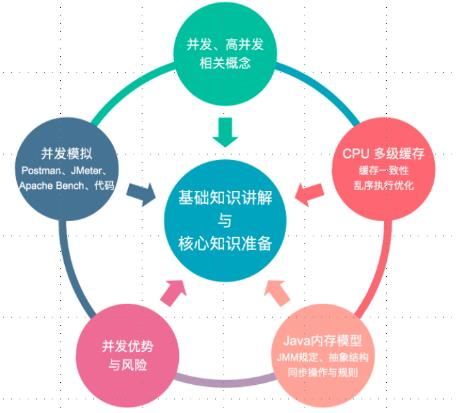 并发、高并发
相关概念
CPU 多级缓存
缓存一致性
乱序执行优化
Java内存模型
JMM规定、抽象结构
同步操作与规则
并发优势
与风险
并发模拟
Postman、JMeter、
Apache Bench、代码
基础知识讲解
与
核心知识准备